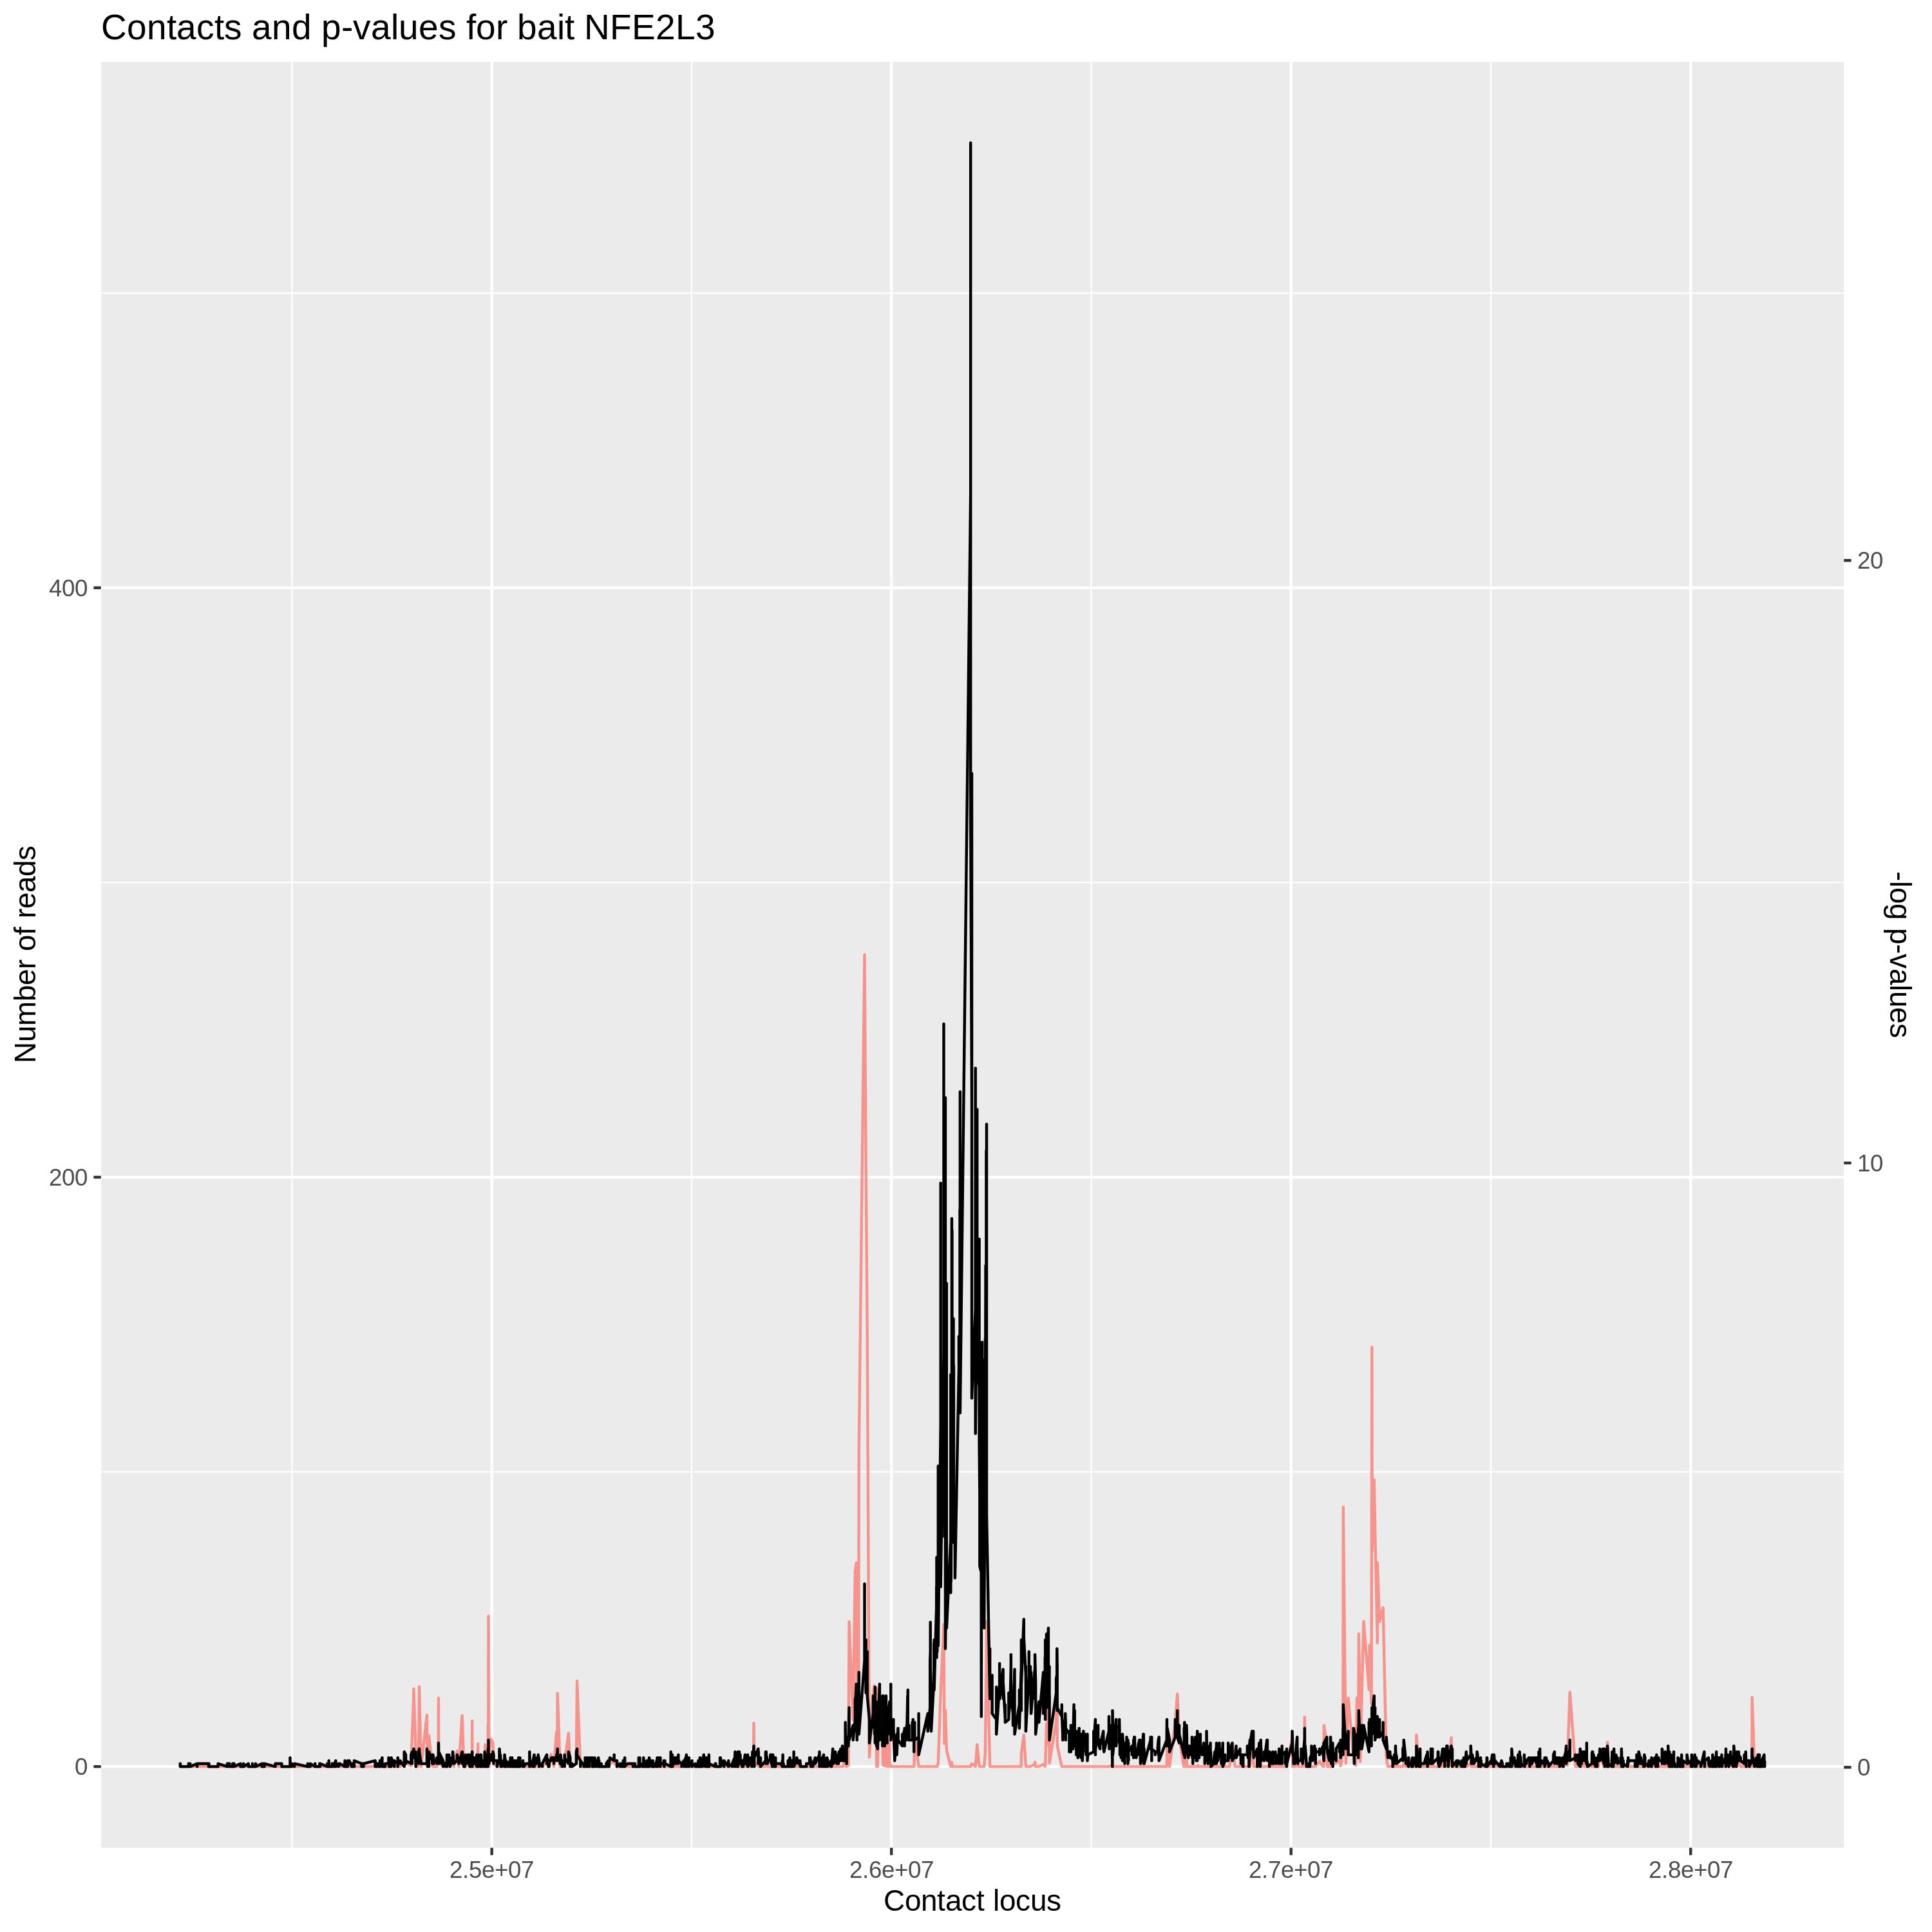 Contacts and p-values for bait NFE2L3
400
200
0
Number of reads
20
10
0
-log p-values
2.5e+07
2.6e+07
2.7e+07
2.8e+07
Contact locus